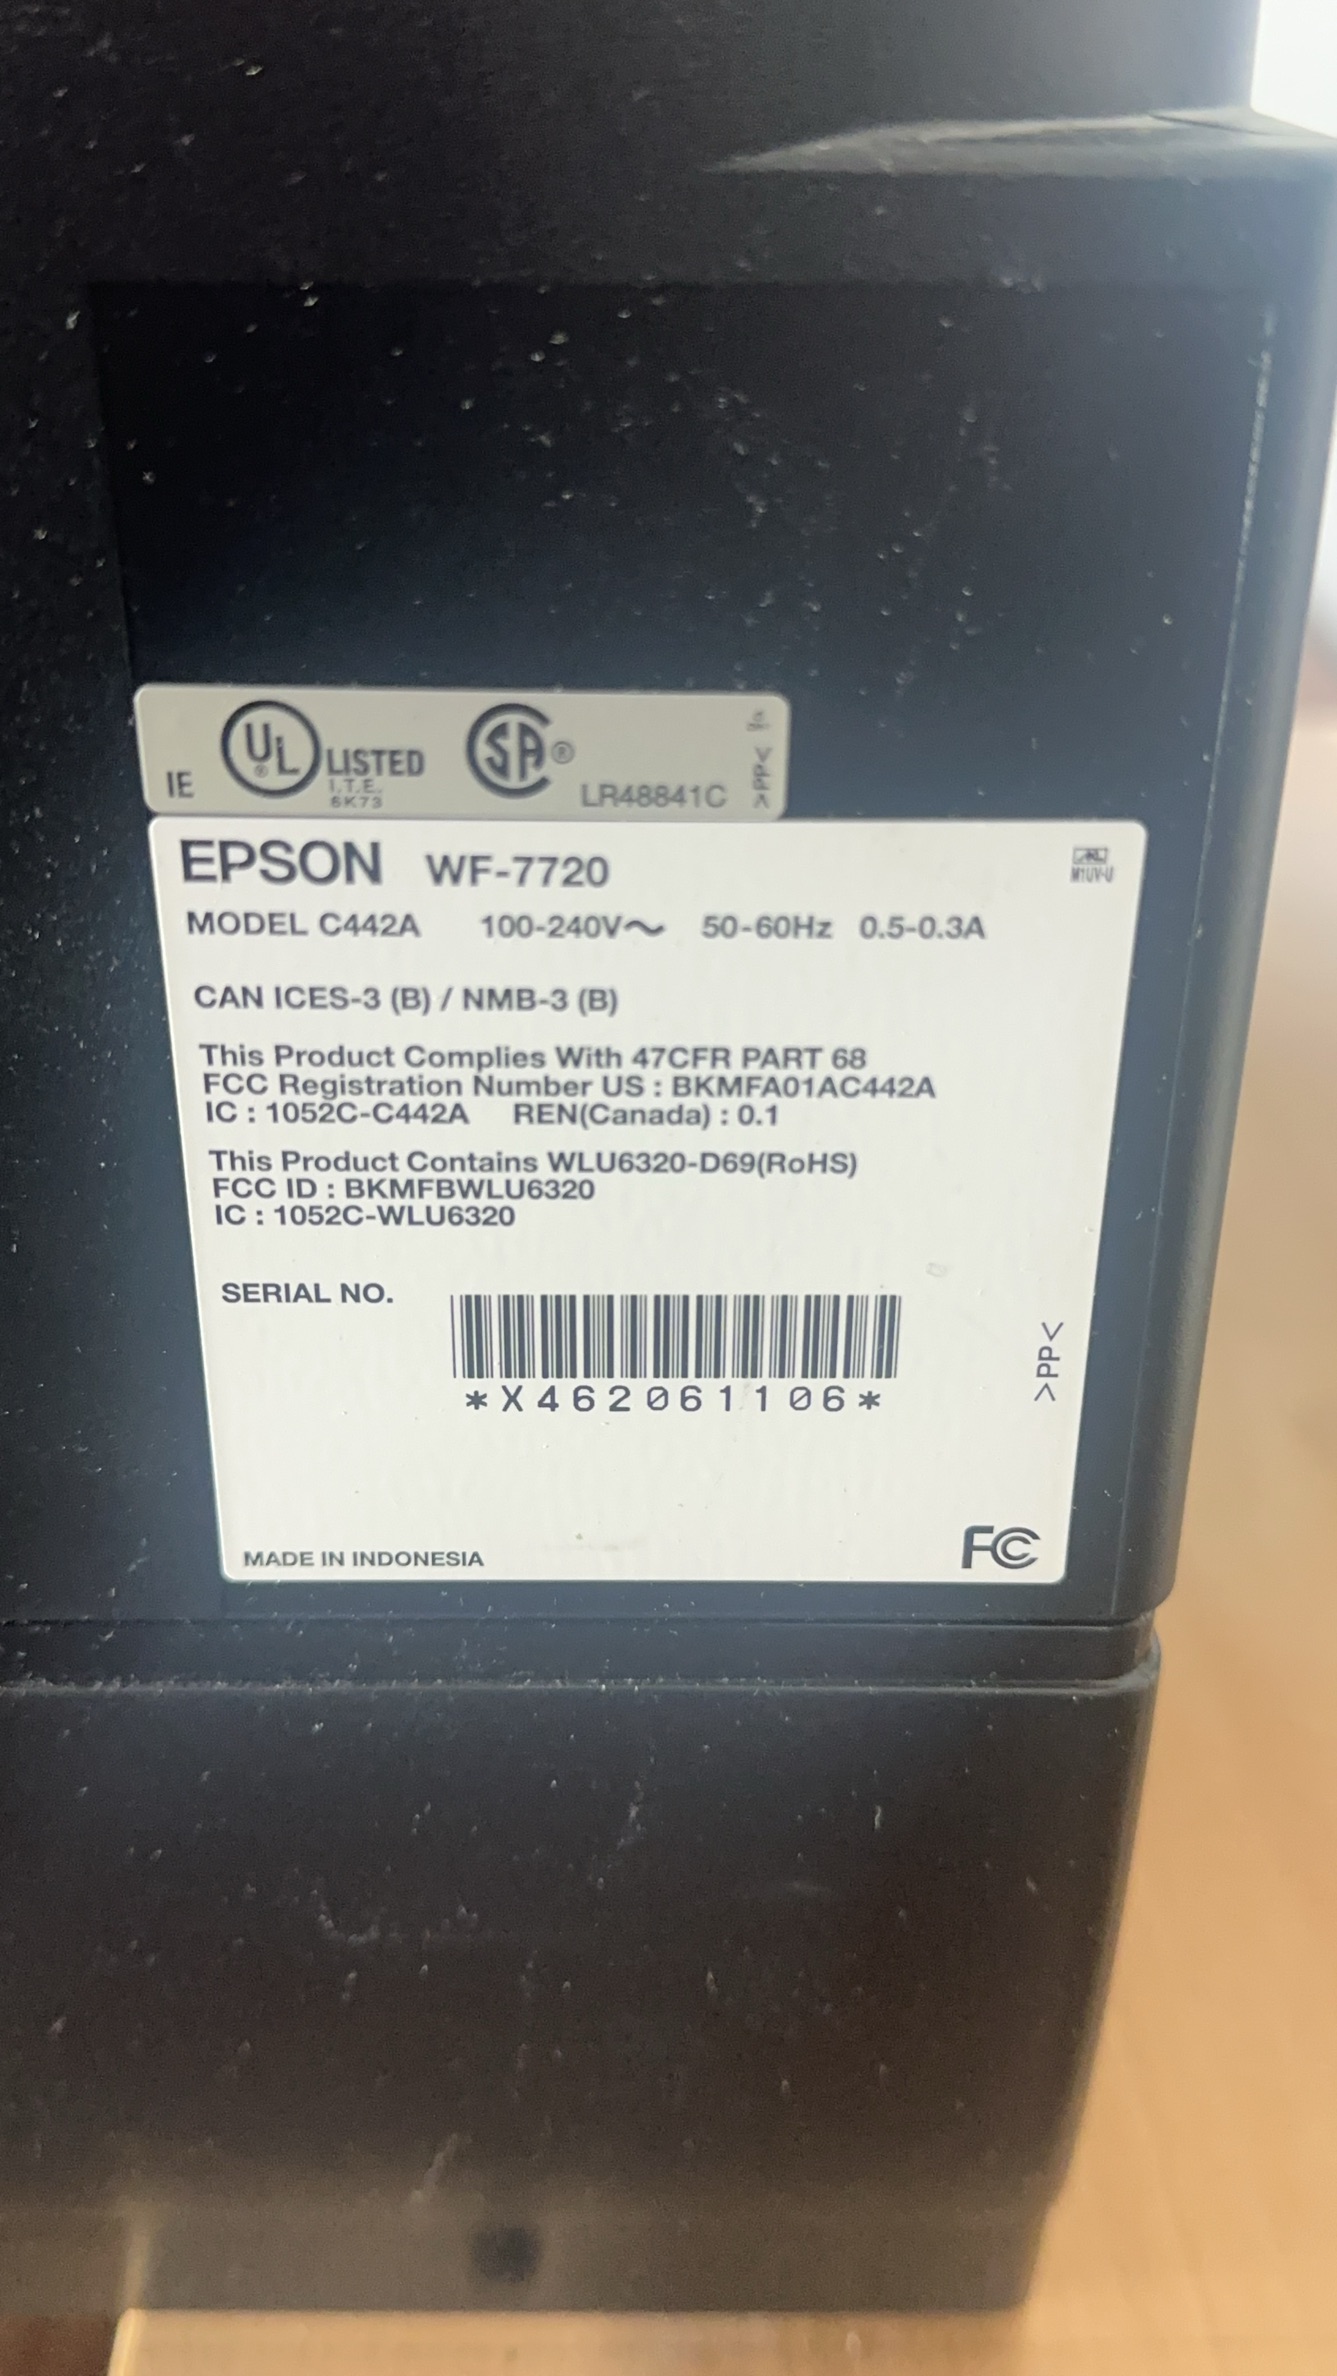 IE UL® LISTED SA® LR48841C >PP<
I.T.E.
6K73
EPSON WF-7720
MODEL C442A 100-240V～ 50-60Hz 0.5-0.3A
CAN ICES-3 (B) / NMB-3 (B)
This Product Complies With 47CFR PART 68
FCC Registration Number US : BKMFA01AC442A
IC : 1052C-C442A REN(Canada) : 0.1
This Product Contains WLU6320-D69(RoHS)
FCC ID : BKMFBWLU6320
IC : 1052C-WLU6320
SERIAL NO.
*X462061106*
>PP<
MADE IN INDONESIA FC